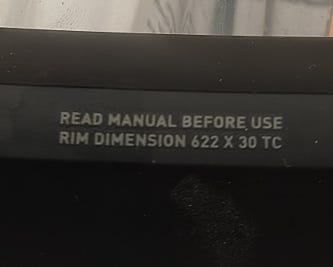 READ MANUAL BEFORE USE
RIM DIMENSION 622 X 30 TC